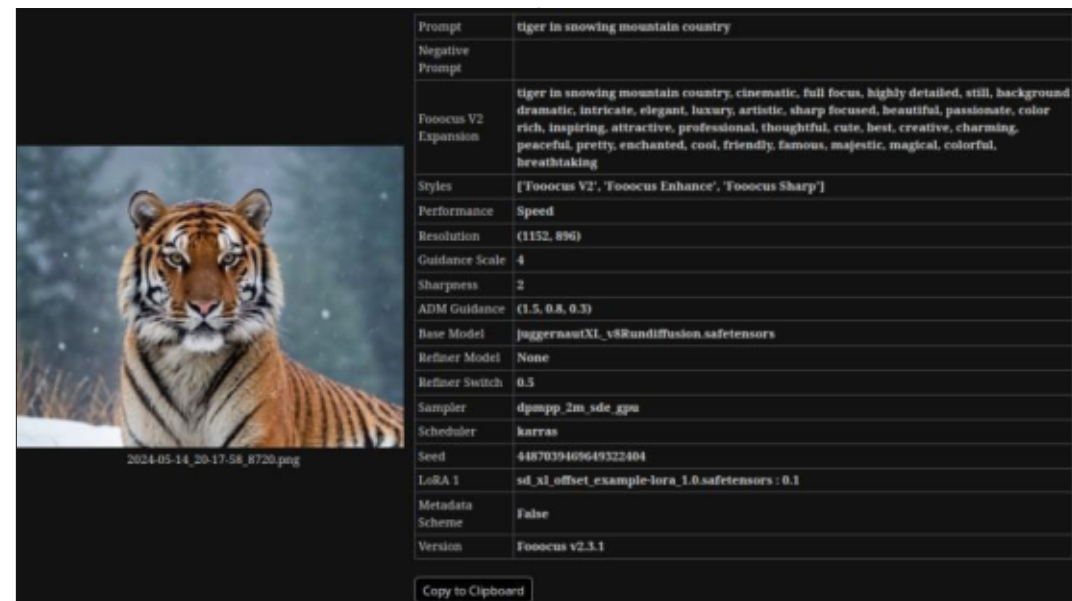 Prompt tiger in snowing mountain country
Negative
Prompt
Fooocus V2
Expansion
tiger in snowing mountain country, cinematic, full focus, highly detailed, still, background
dramatic, intricate, elegant, luxury, artistic, sharp focused, beautiful, passionate, color
rich, inspiring, attractive, professional, thoughtful, cute, best, creative, charming,
peaceful, pretty, enchanted, cool, friendly, famous, majestic, magical, colorful,
breathtaking
Styles ['Fooocus V2', 'Fooocus Enhance', 'Fooocus Sharp']
Performance Speed
Resolution (1152, 896)
Guidance Scale 4
Sharpness 2
ADM Guidance (1.5, 0.8, 0.3)
Base Model juggernautXL_v8Rundiffusion.safetensors
Refiner Model None
Refiner Switch 0.5
Sampler dpmpp_2m_sde_gpu
Scheduler karras
Seed 4487039469649322404
LoRA 1 sd_xl_offset_example-lora_1.0.safetensors : 0.1
Metadata
Scheme
False
Version Fooocus v2.3.1
2024-05-14_20-17-58_8720.png
Copy to Clipboard